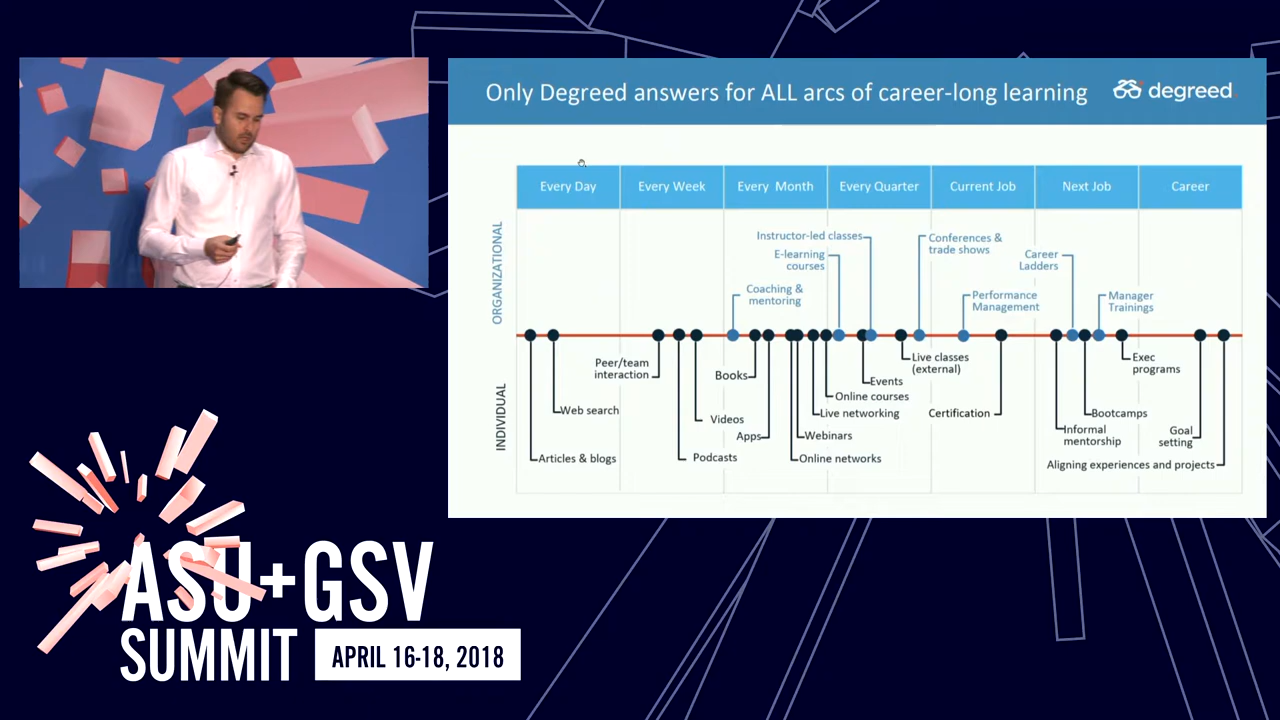 Only Degreed answers for ALL arcs of career-long learning
degreed
Every Day
Every Week
Every Month
Every Quarter
Current Job
Next Job
Career
ORGANIZATIONAL
Instructor-led classes
E-learning
courses
Coaching &
mentoring
Conferences &
trade shows
Performance
Management
Career
Ladders
Manager
Trainings
INDIVIDUAL
Articles & blogs
Web search
Peer/team
interaction
Podcasts
Videos
Books
Apps
Online networks
Webinars
Live networking
Online courses
Events
Live classes
(external)
Certification
Informal
mentorship
Bootcamps
Exec
programs
Goal
setting
Aligning experiences and projects
ASU+GSV
SUMMIT
APRIL 16-18, 2018